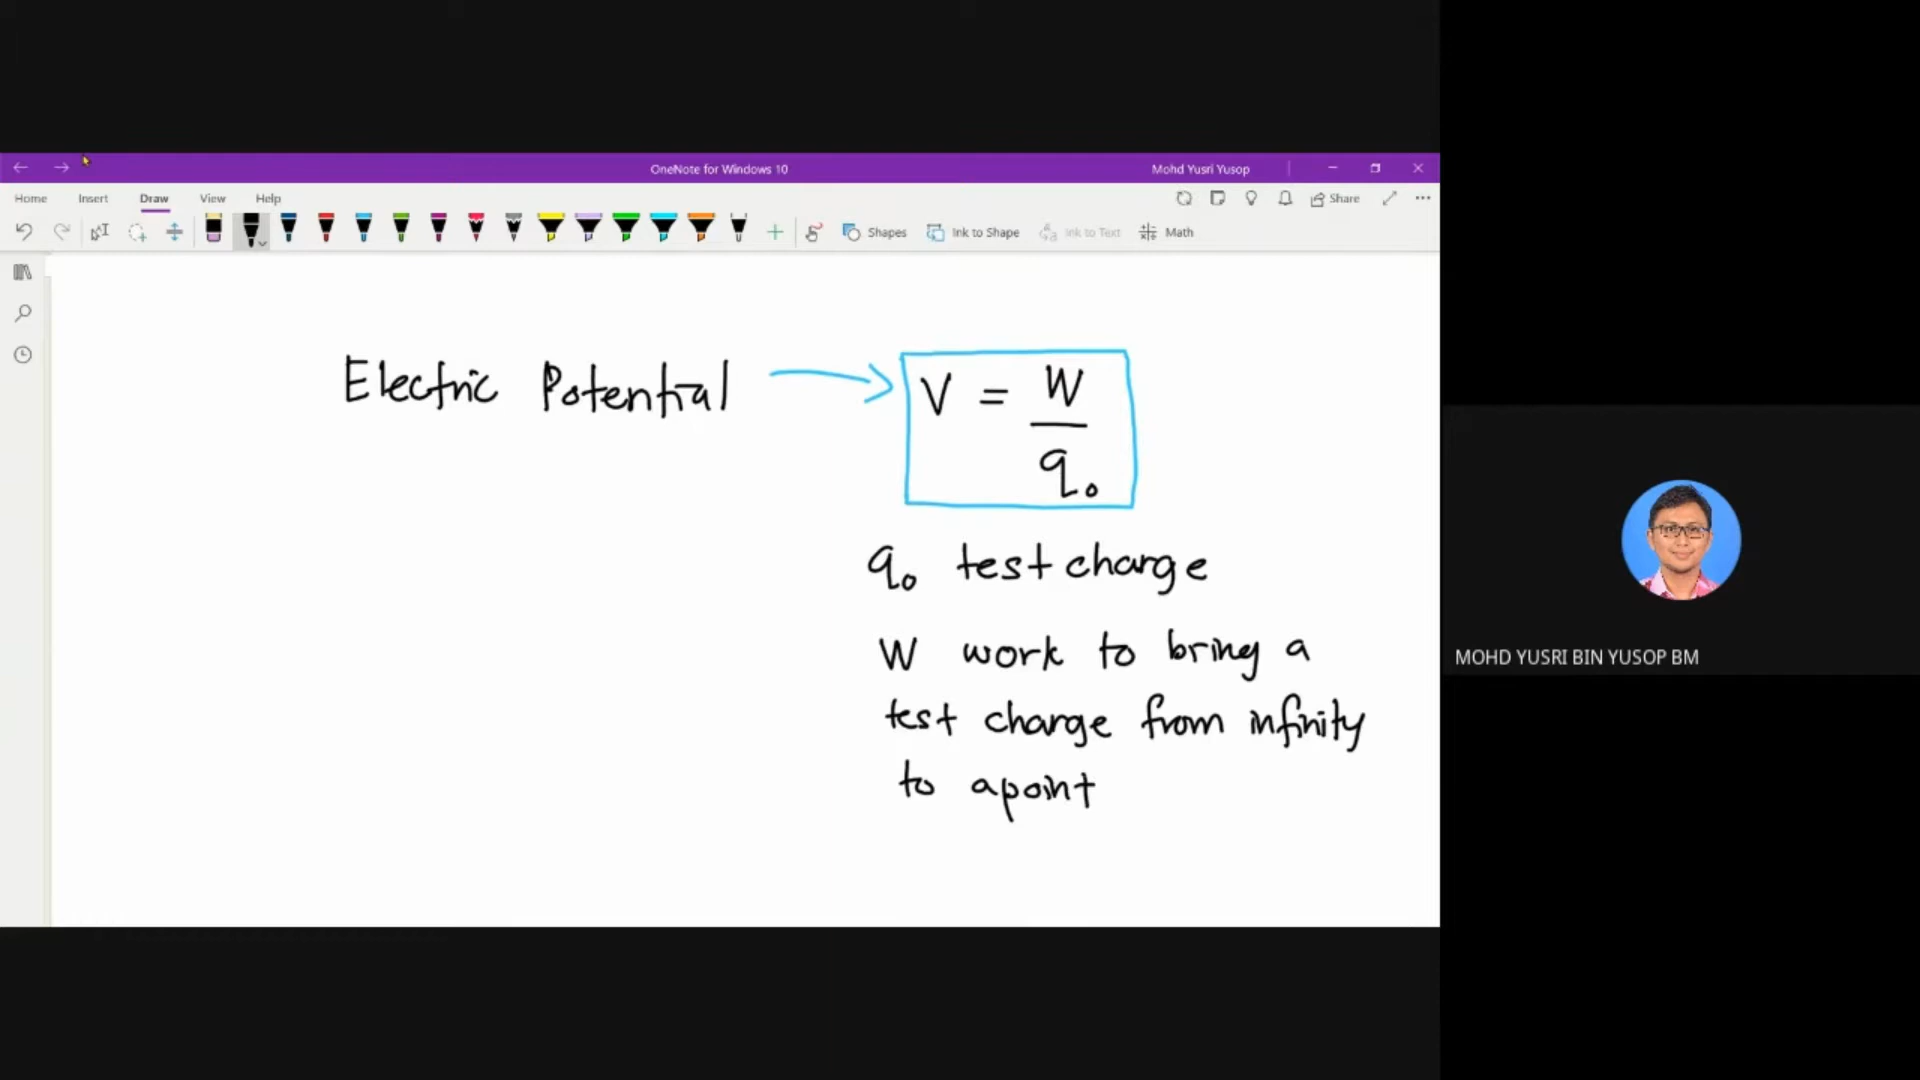 OneNote for Windows 10
Mohd Yusri Yusop
Home Insert Draw View Help
Share
Shapes Ink to Shape Ink to Text Math
Electric Potential → V = W / q₀
q₀ test charge
W work to bring a
test charge from infinity
to a point
MOHD YUSRI BIN YUSOP BM